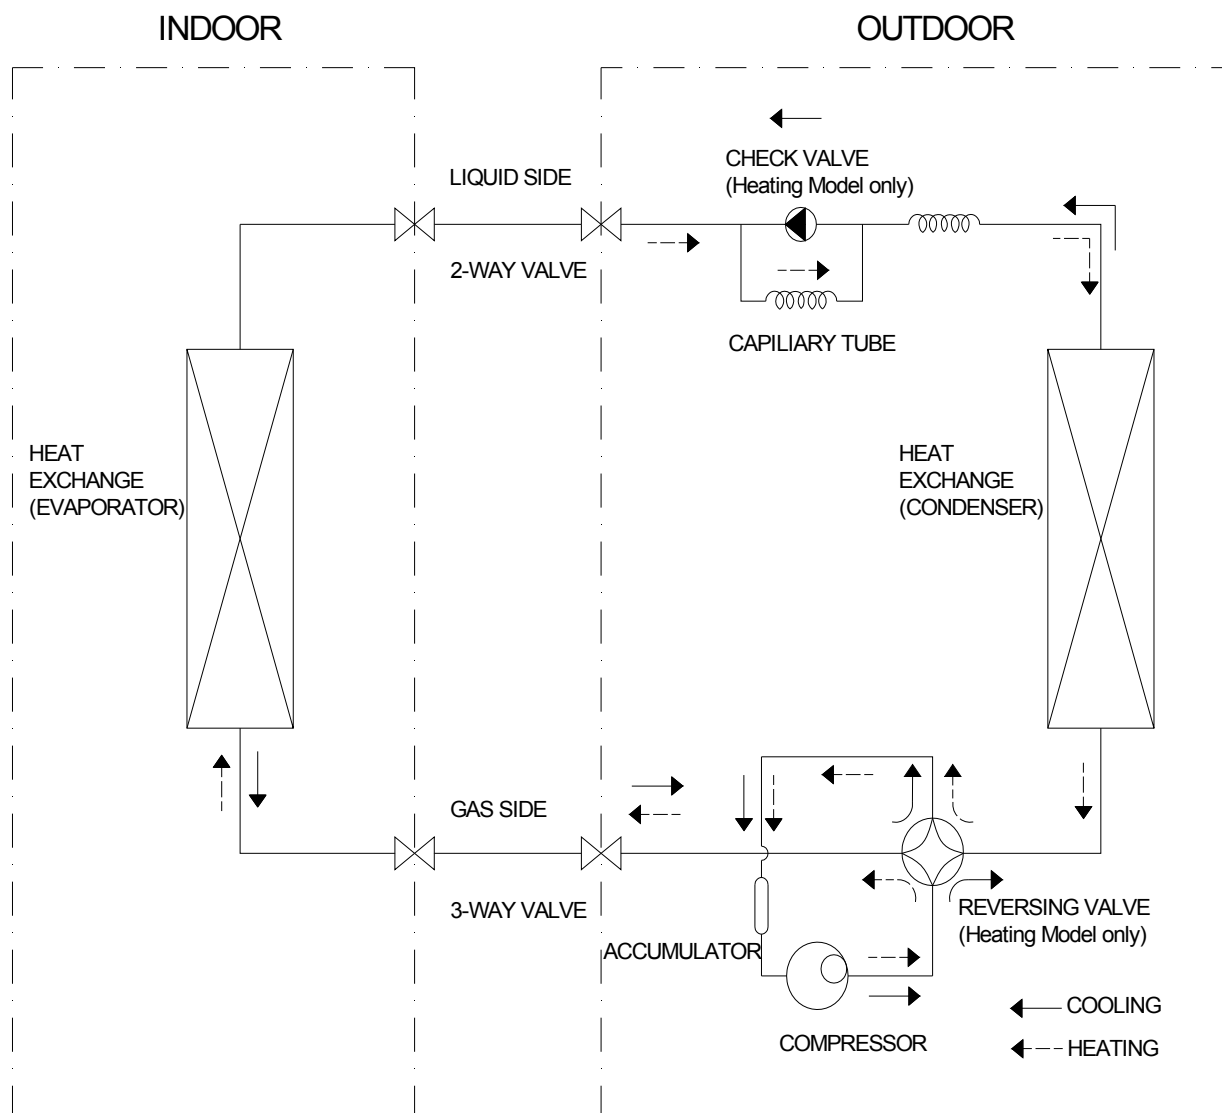 INDOOR
OUTDOOR
CHECK VALVE
(Heating Model only)
LIQUID SIDE
2-WAY VALVE
CAPILIARY TUBE
HEAT
EXCHANGE
(EVAPORATOR)
HEAT
EXCHANGE
(CONDENSER)
GAS SIDE
3-WAY VALVE
REVERSING VALVE
(Heating Model only)
ACCUMULATOR
COMPRESSOR
COOLING
HEATING